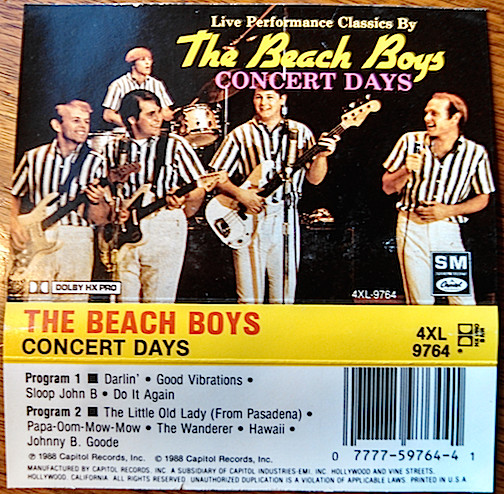 Live Performance Classics By
The Beach Boys
CONCERT DAYS
SM
Capitol
DOLBY HX PRO
4XL-9764
THE BEACH BOYS
CONCERT DAYS
4XL
9764
Program 1 ■ Darlin' • Good Vibrations •
Sloop John B • Do It Again
Program 2 ■ The Little Old Lady (From Pasadena) •
Papa-Oom-Mow-Mow • The Wanderer • Hawaii •
Johnny B. Goode
℗ 1988 Capitol Records, Inc. © 1988 Capitol Records, Inc.
MANUFACTURED BY CAPITOL RECORDS, INC. A SUBSIDIARY OF CAPITOL INDUSTRIES-EMI, INC. HOLLYWOOD AND VINE STREETS,
HOLLYWOOD, CALIFORNIA. ALL RIGHTS RESERVED. UNAUTHORIZED DUPLICATION IS A VIOLATION OF APPLICABLE LAWS. PRINTED IN U.S.A.
0 7777-59764-4 1